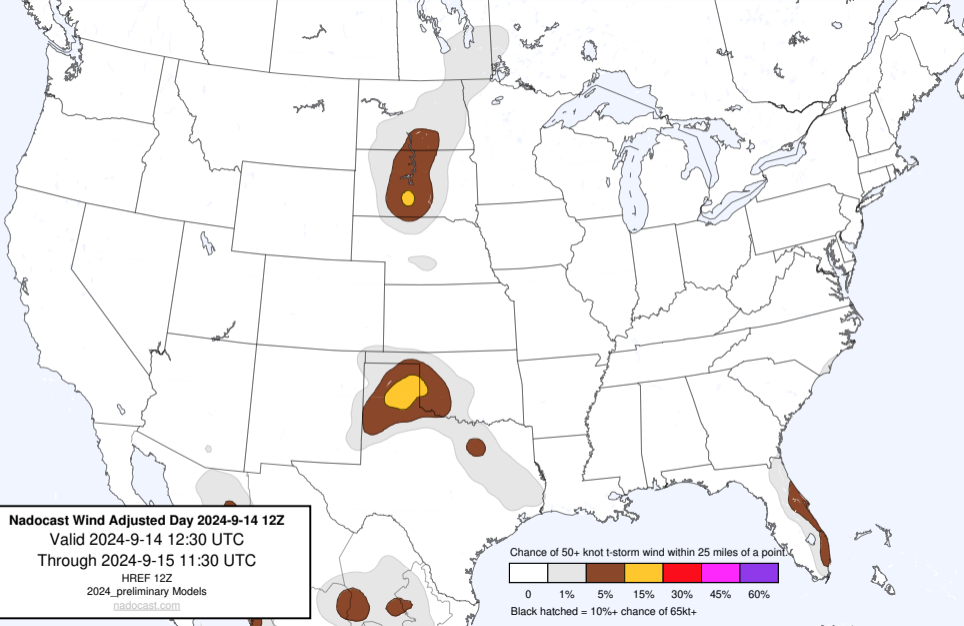 Nadocast Wind Adjusted Day 2024-9-14 12Z
Valid 2024-9-14 12:30 UTC
Through 2024-9-15 11:30 UTC
HREF 12Z
2024_preliminary Models
nadocast.com
Chance of 50+ knot t-storm wind within 25 miles of a point.
0 1% 5% 15% 30% 45% 60%
Black hatched = 10%+ chance of 65kt+